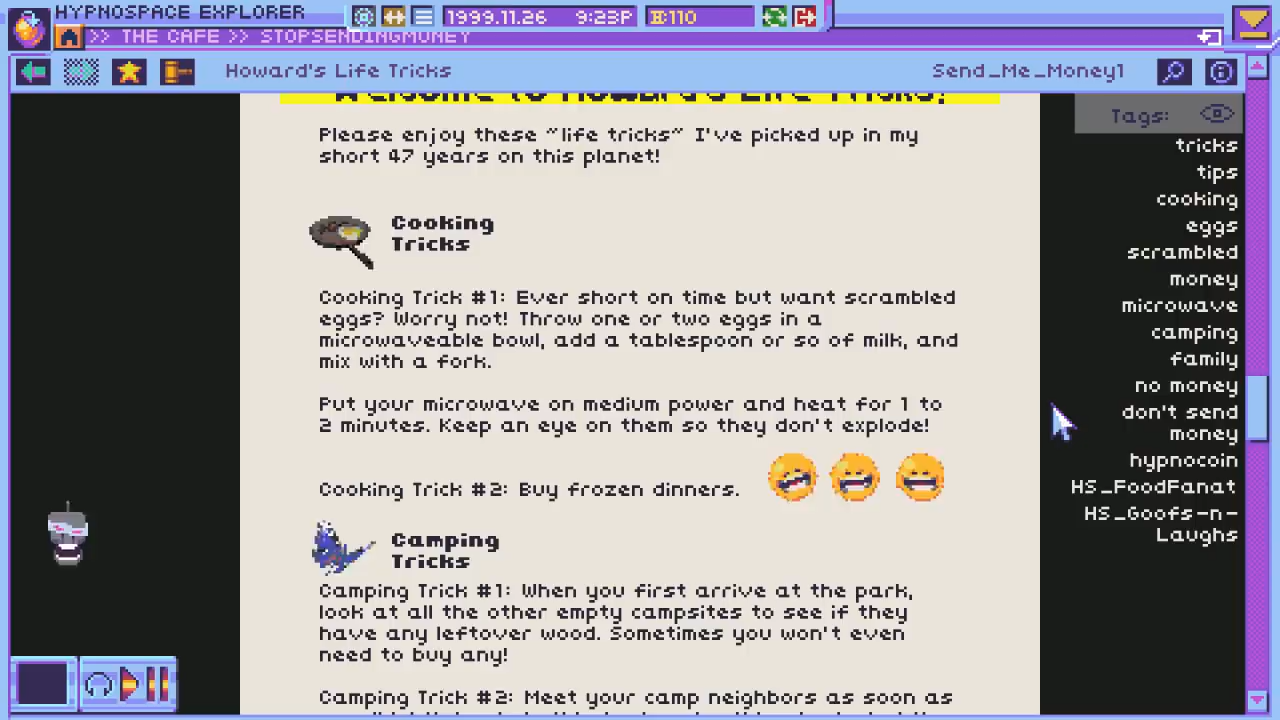 HYPNOSPACE EXPLORER
1999.11.26 9:23P
110
>> THE CAFE >> STOPSENDINGMONEY
Howard's Life Tricks
Send_Me_Money1
Welcome to Howard's Life Tricks!
Please enjoy these ~life tricks~ I've picked up in my
short 47 years on this planet!
Cooking
Tricks
Cooking Trick #1: Ever short on time but want scrambled
eggs? Worry not! Throw one or two eggs in a
microwaveable bowl, add a tablespoon or so of milk, and
mix with a fork.
Put your microwave on medium power and heat for 1 to
2 minutes. Keep an eye on them so they don't explode!
Cooking Trick #2: Buy frozen dinners.
Camping
Tricks
Camping Trick #1: When you first arrive at the park,
look at all the other empty campsites to see if they
have any leftover wood. Sometimes you won't even
need to buy any!
Camping Trick #2: Meet your camp neighbors as soon as
Tags:
tricks
tips
cooking
eggs
scrambled
money
microwave
camping
family
no money
don't send
money
hypnocoin
HS_FoodFanat
HS_Goofs-n-
Laughs